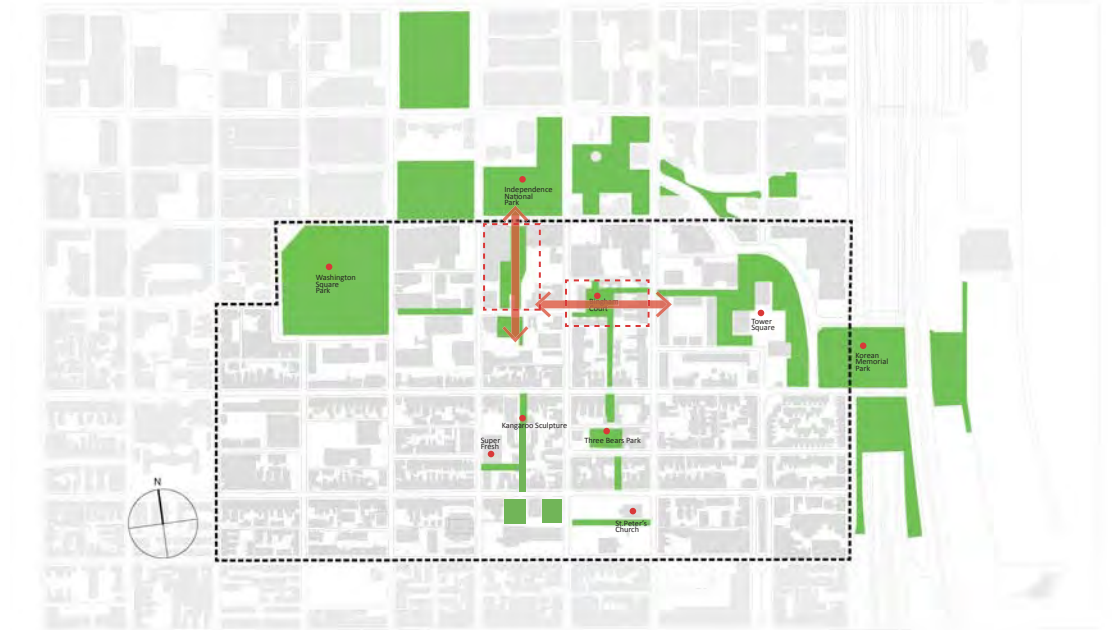 Independence
National
Park
Washington
Square
Park
Court
Tower
Square
Korean
Memorial
Park
Kangaroo Sculpture
Super
Fresh
Three Bears Park
N
St Peter's
Church